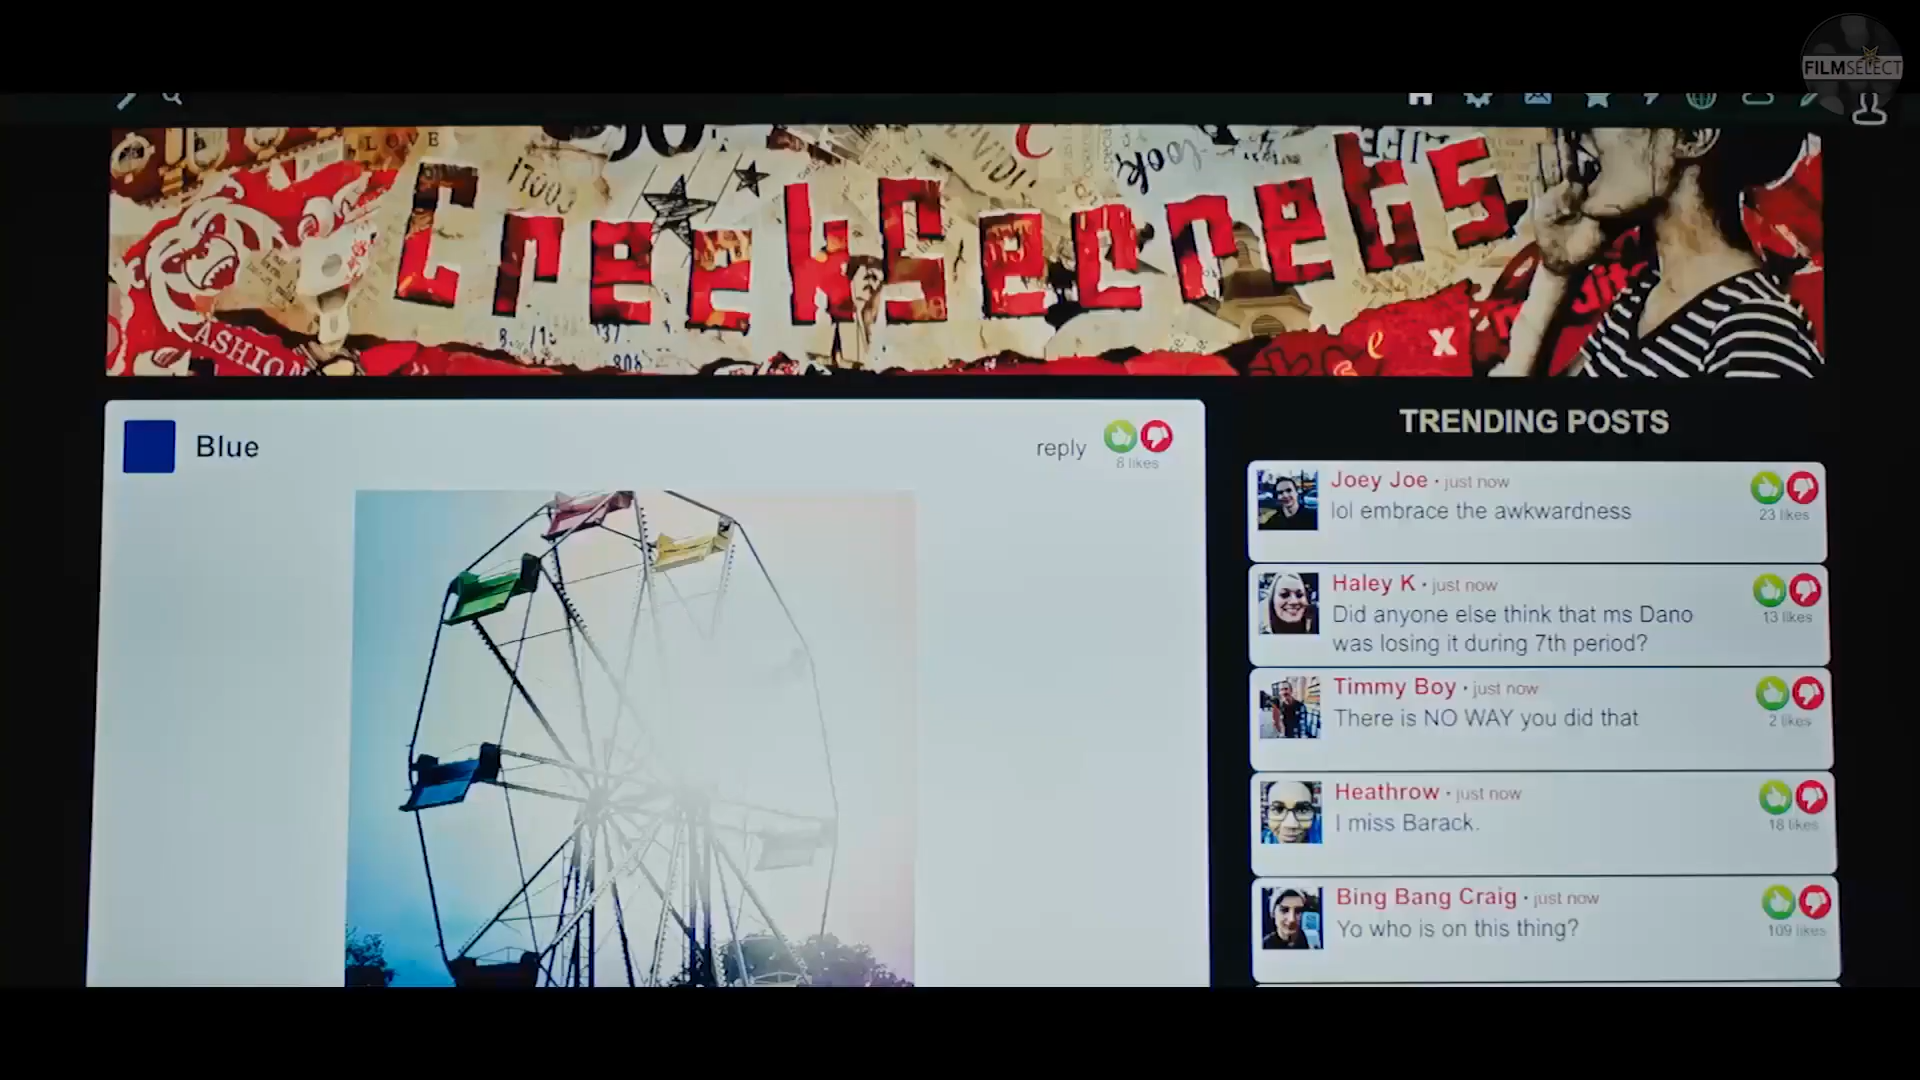 FILMSELECT
LOVE
CreekSecrets
look
ASHION
e x
Blue
reply
8 likes
TRENDING POSTS
Joey Joe · just now
lol embrace the awkwardness
23 likes
Haley K · just now
Did anyone else think that ms Dano
was losing it during 7th period?
13 likes
Timmy Boy · just now
There is NO WAY you did that
2 likes
Heathrow · just now
I miss Barack.
18 likes
Bing Bang Craig · just now
Yo who is on this thing?
109 likes